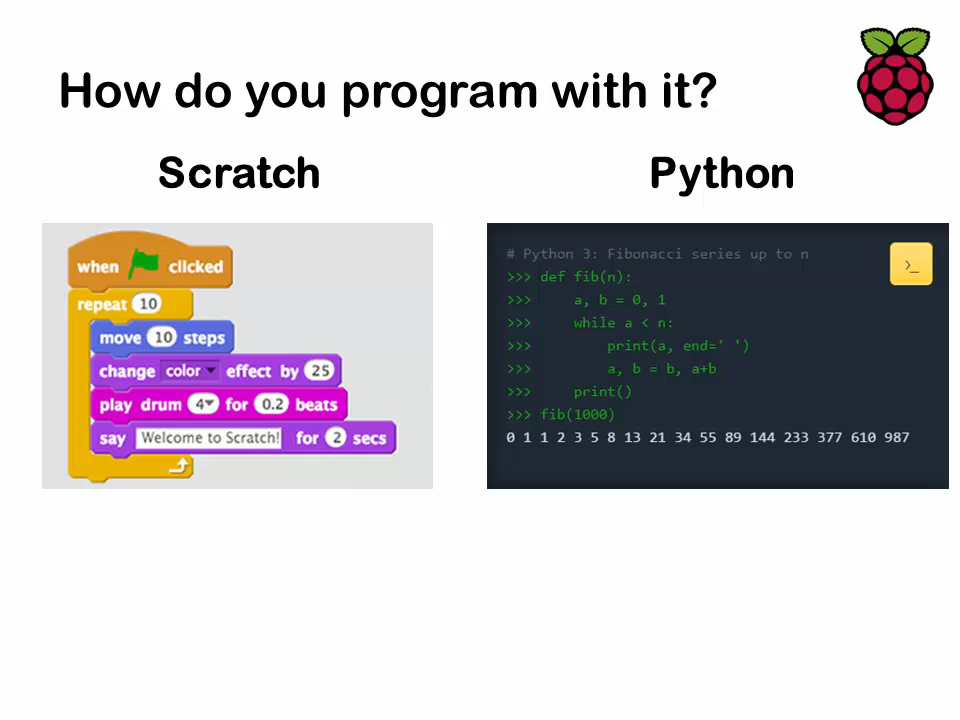 How do you program with it?
Scratch
Python
when clicked
repeat 10
move 10 steps
change color effect by 25
play drum 4 for 0.2 beats
say Welcome to Scratch! for 2 secs
# Python 3: Fibonacci series up to n
>>> def fib(n):
>>>     a, b = 0, 1
>>>     while a < n:
>>>         print(a, end=' ')
>>>         a, b = b, a+b
>>>     print()
>>> fib(1000)
0 1 1 2 3 5 8 13 21 34 55 89 144 233 377 610 987
>_